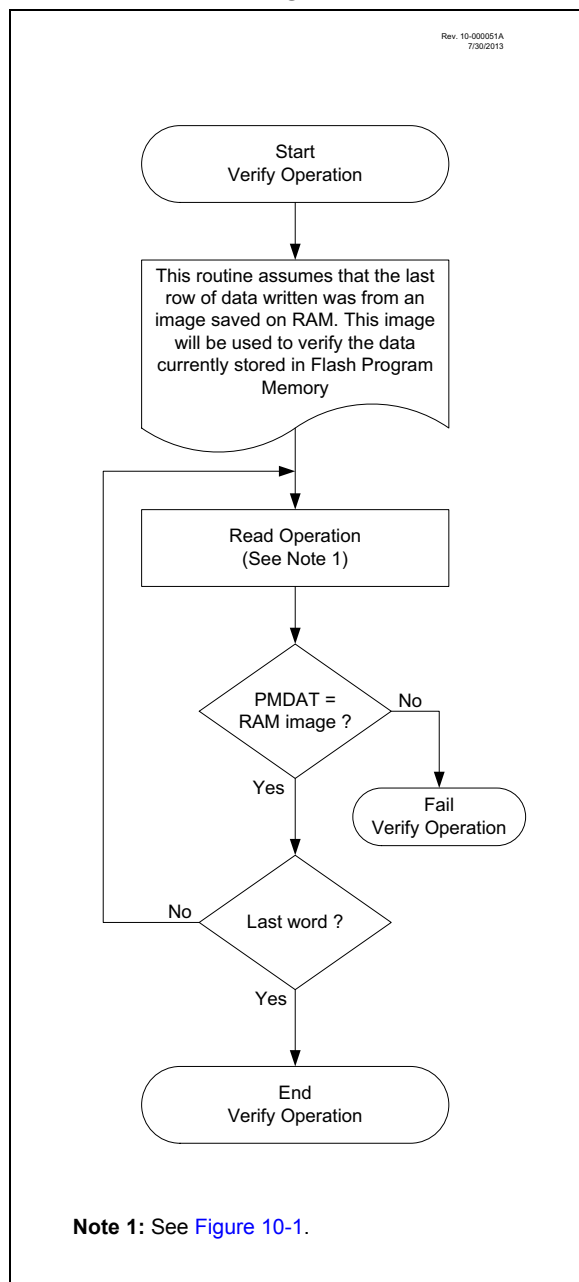 Rev. 10-000051A
7/30/2013
Start
Verify Operation
This routine assumes that the last
row of data written was from an
image saved on RAM. This image
will be used to verify the data
currently stored in Flash Program
Memory
Read Operation
(See Note 1)
PMDAT =
RAM image ?
No
Yes
Fail
Verify Operation
Last word ?
No
Yes
End
Verify Operation
Note 1: See Figure 10-1.